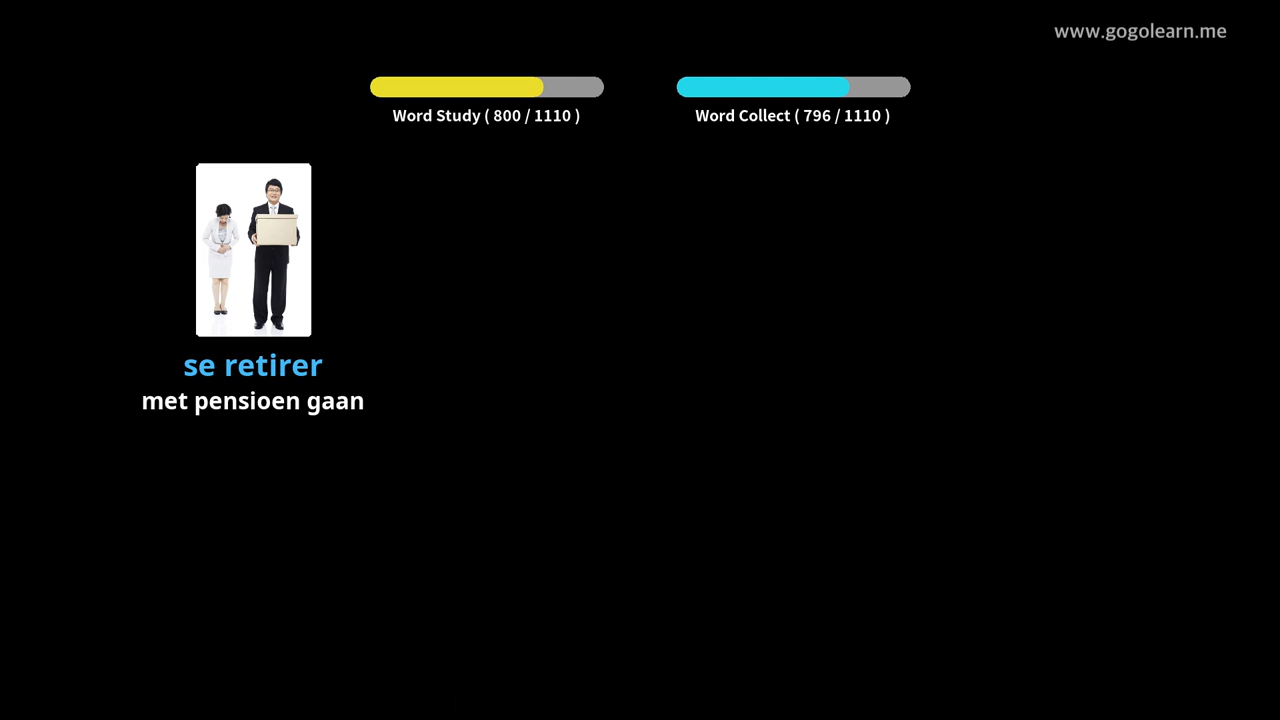 www.gogolearn.me
Word Study ( 800 / 1110 )
Word Collect ( 796 / 1110 )
se retirer
met pensioen gaan